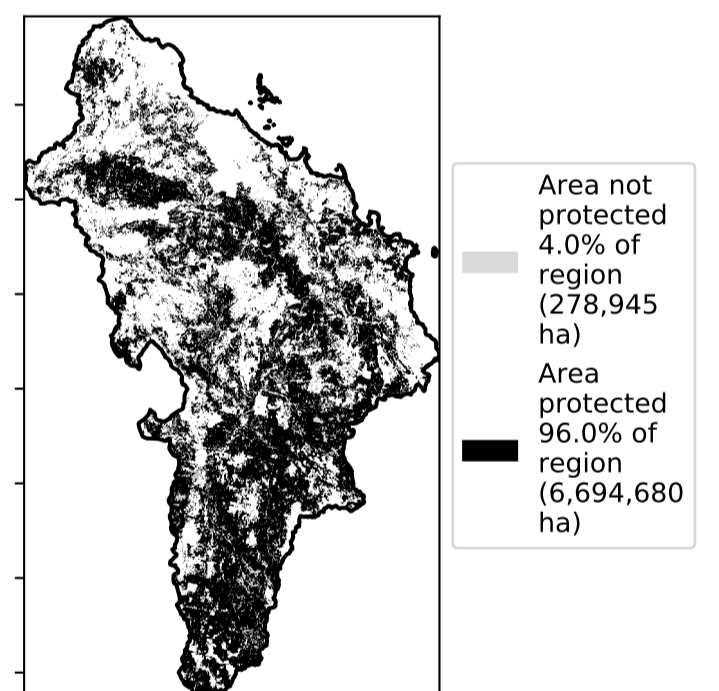 Area not
protected
4.0% of
region
(278,945
ha)
Area
protected
96.0% of
region
(6,694,680
ha)